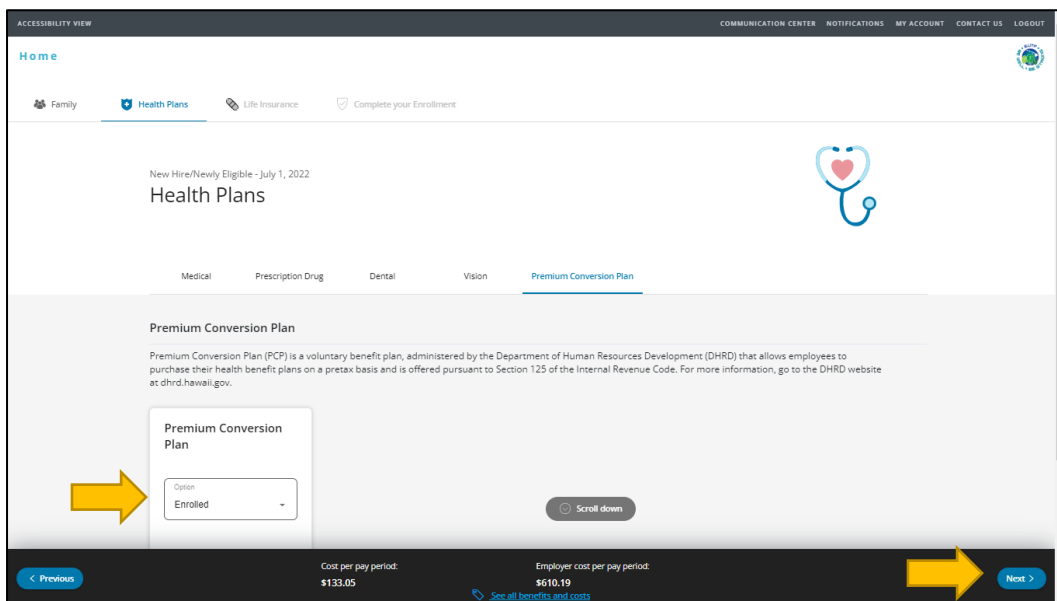 ACCESSIBILITY VIEW
COMMUNICATION CENTER NOTIFICATIONS MY ACCOUNT CONTACT US LOGOUT
Home
Family Health Plans Life Insurance Complete your Enrollment
New Hire/Newly Eligible - July 1, 2022
Health Plans
Medical Prescription Drug Dental Vision Premium Conversion Plan
Premium Conversion Plan
Premium Conversion Plan (PCP) is a voluntary benefit plan, administered by the Department of Human Resources Development (DHRD) that allows employees to
purchase their health benefit plans on a pretax basis and is offered pursuant to Section 125 of the Internal Revenue Code. For more information, go to the DHRD website
at dhrd.hawaii.gov.
Premium Conversion
Plan
Option
Enrolled
Scroll down
Previous
Cost per pay period:
$133.05
Employer cost per pay period:
$610.19
See all benefits and costs
Next